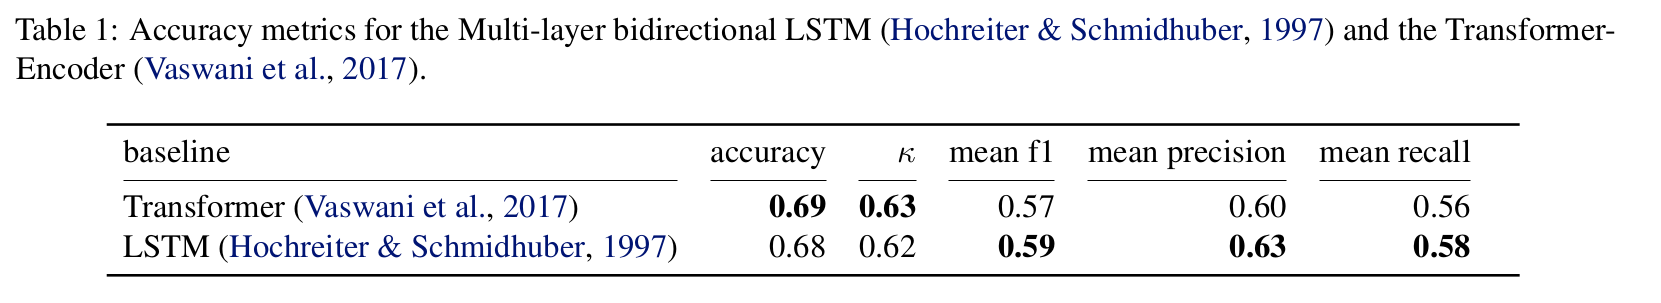 Table 1: Accuracy metrics for the Multi-layer bidirectional LSTM (Hochreiter & Schmidhuber, 1997) and the Transformer-
Encoder (Vaswani et al., 2017).
baseline accuracy κ mean f1 mean precision mean recall
Transformer (Vaswani et al., 2017) 0.69 0.63 0.57 0.60 0.56
LSTM (Hochreiter & Schmidhuber, 1997) 0.68 0.62 0.59 0.63 0.58